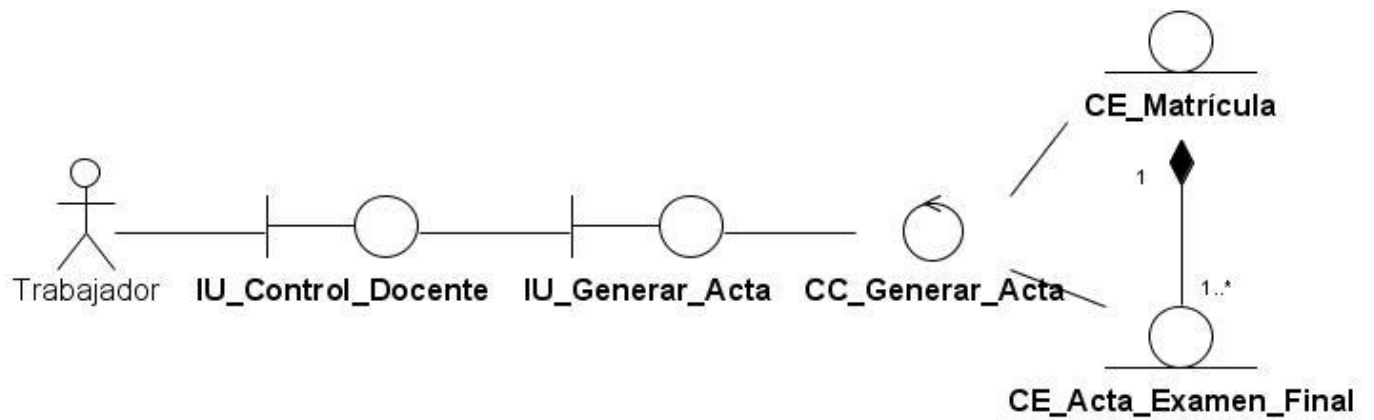 CE_Matrícula
1
1..*
Trabajador
IU_Control_Docente
IU_Generar_Acta
CC_Generar_Acta
CE_Acta_Examen_Final